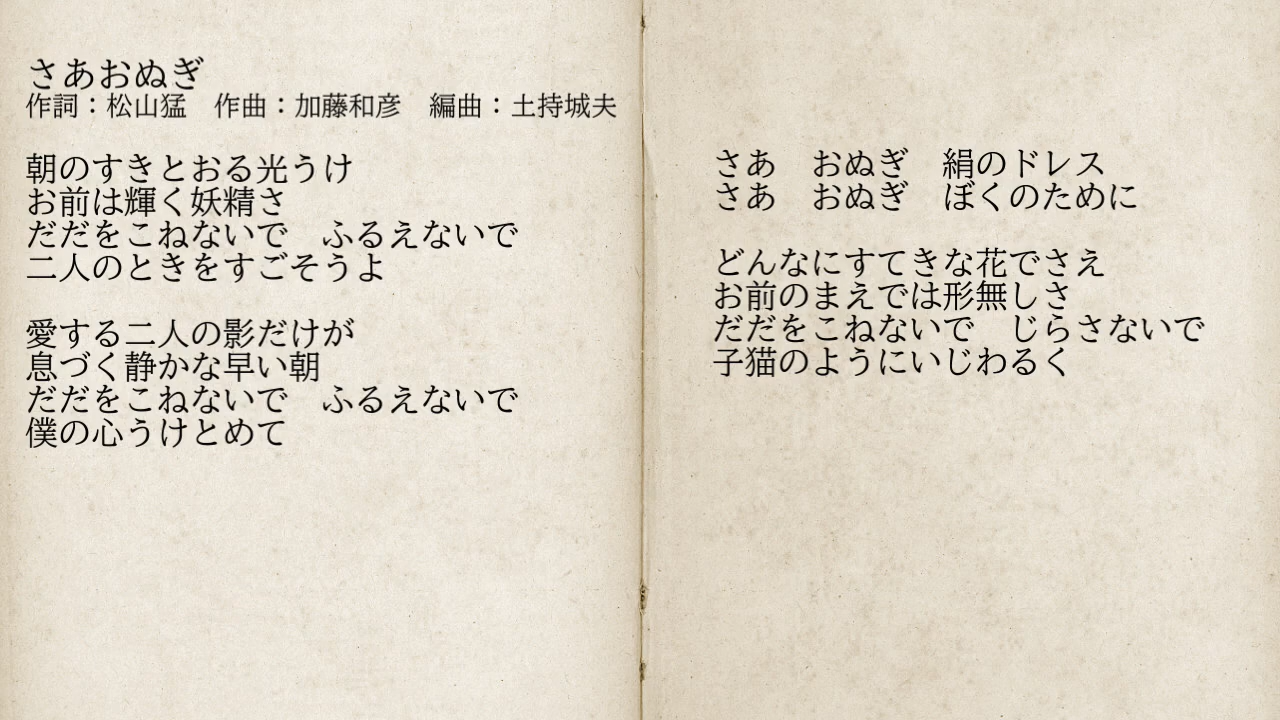 さあおぬぎ
作詞：松山猛　作曲：加藤和彦　編曲：土持城夫
朝のすきとおる光うけ
お前は輝く妖精さ
だだをこねないで　ふるえないで
二人のときをすごそうよ
愛する二人の影だけが
息づく静かな早い朝
だだをこねないで　ふるえないで
僕の心うけとめて
さあ　おぬぎ　絹のドレス
さあ　おぬぎ　ぼくのために
どんなにすてきな花でさえ
お前のまえでは形無しさ
だだをこねないで　じらさないで
子猫のようにいじわるく